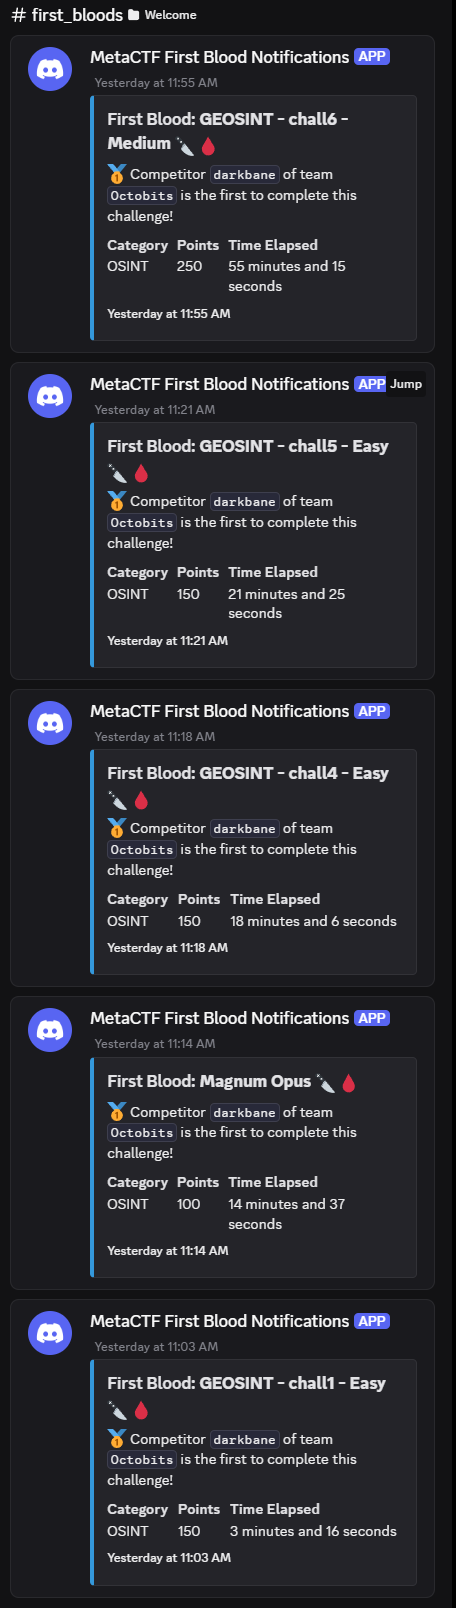 # first_bloods Welcome
MetaCTF First Blood Notifications APP
Yesterday at 11:55 AM
First Blood: GEOSINT - chall6 -
Medium 🔪🩸
🥇 Competitor darkbane of team
Octobits is the first to complete this
challenge!
Category Points Time Elapsed
OSINT 250 55 minutes and 15
seconds
Yesterday at 11:55 AM
MetaCTF First Blood Notifications APP Jump
Yesterday at 11:21 AM
First Blood: GEOSINT - chall5 - Easy
🔪🩸
🥇 Competitor darkbane of team
Octobits is the first to complete this
challenge!
Category Points Time Elapsed
OSINT 150 21 minutes and 25
seconds
Yesterday at 11:21 AM
MetaCTF First Blood Notifications APP
Yesterday at 11:18 AM
First Blood: GEOSINT - chall4 - Easy
🔪🩸
🥇 Competitor darkbane of team
Octobits is the first to complete this
challenge!
Category Points Time Elapsed
OSINT 150 18 minutes and 6 seconds
Yesterday at 11:18 AM
MetaCTF First Blood Notifications APP
Yesterday at 11:14 AM
First Blood: Magnum Opus 🔪🩸
🥇 Competitor darkbane of team
Octobits is the first to complete this
challenge!
Category Points Time Elapsed
OSINT 100 14 minutes and 37
seconds
Yesterday at 11:14 AM
MetaCTF First Blood Notifications APP
Yesterday at 11:03 AM
First Blood: GEOSINT - chall1 - Easy
🔪🩸
🥇 Competitor darkbane of team
Octobits is the first to complete this
challenge!
Category Points Time Elapsed
OSINT 150 3 minutes and 16 seconds
Yesterday at 11:03 AM